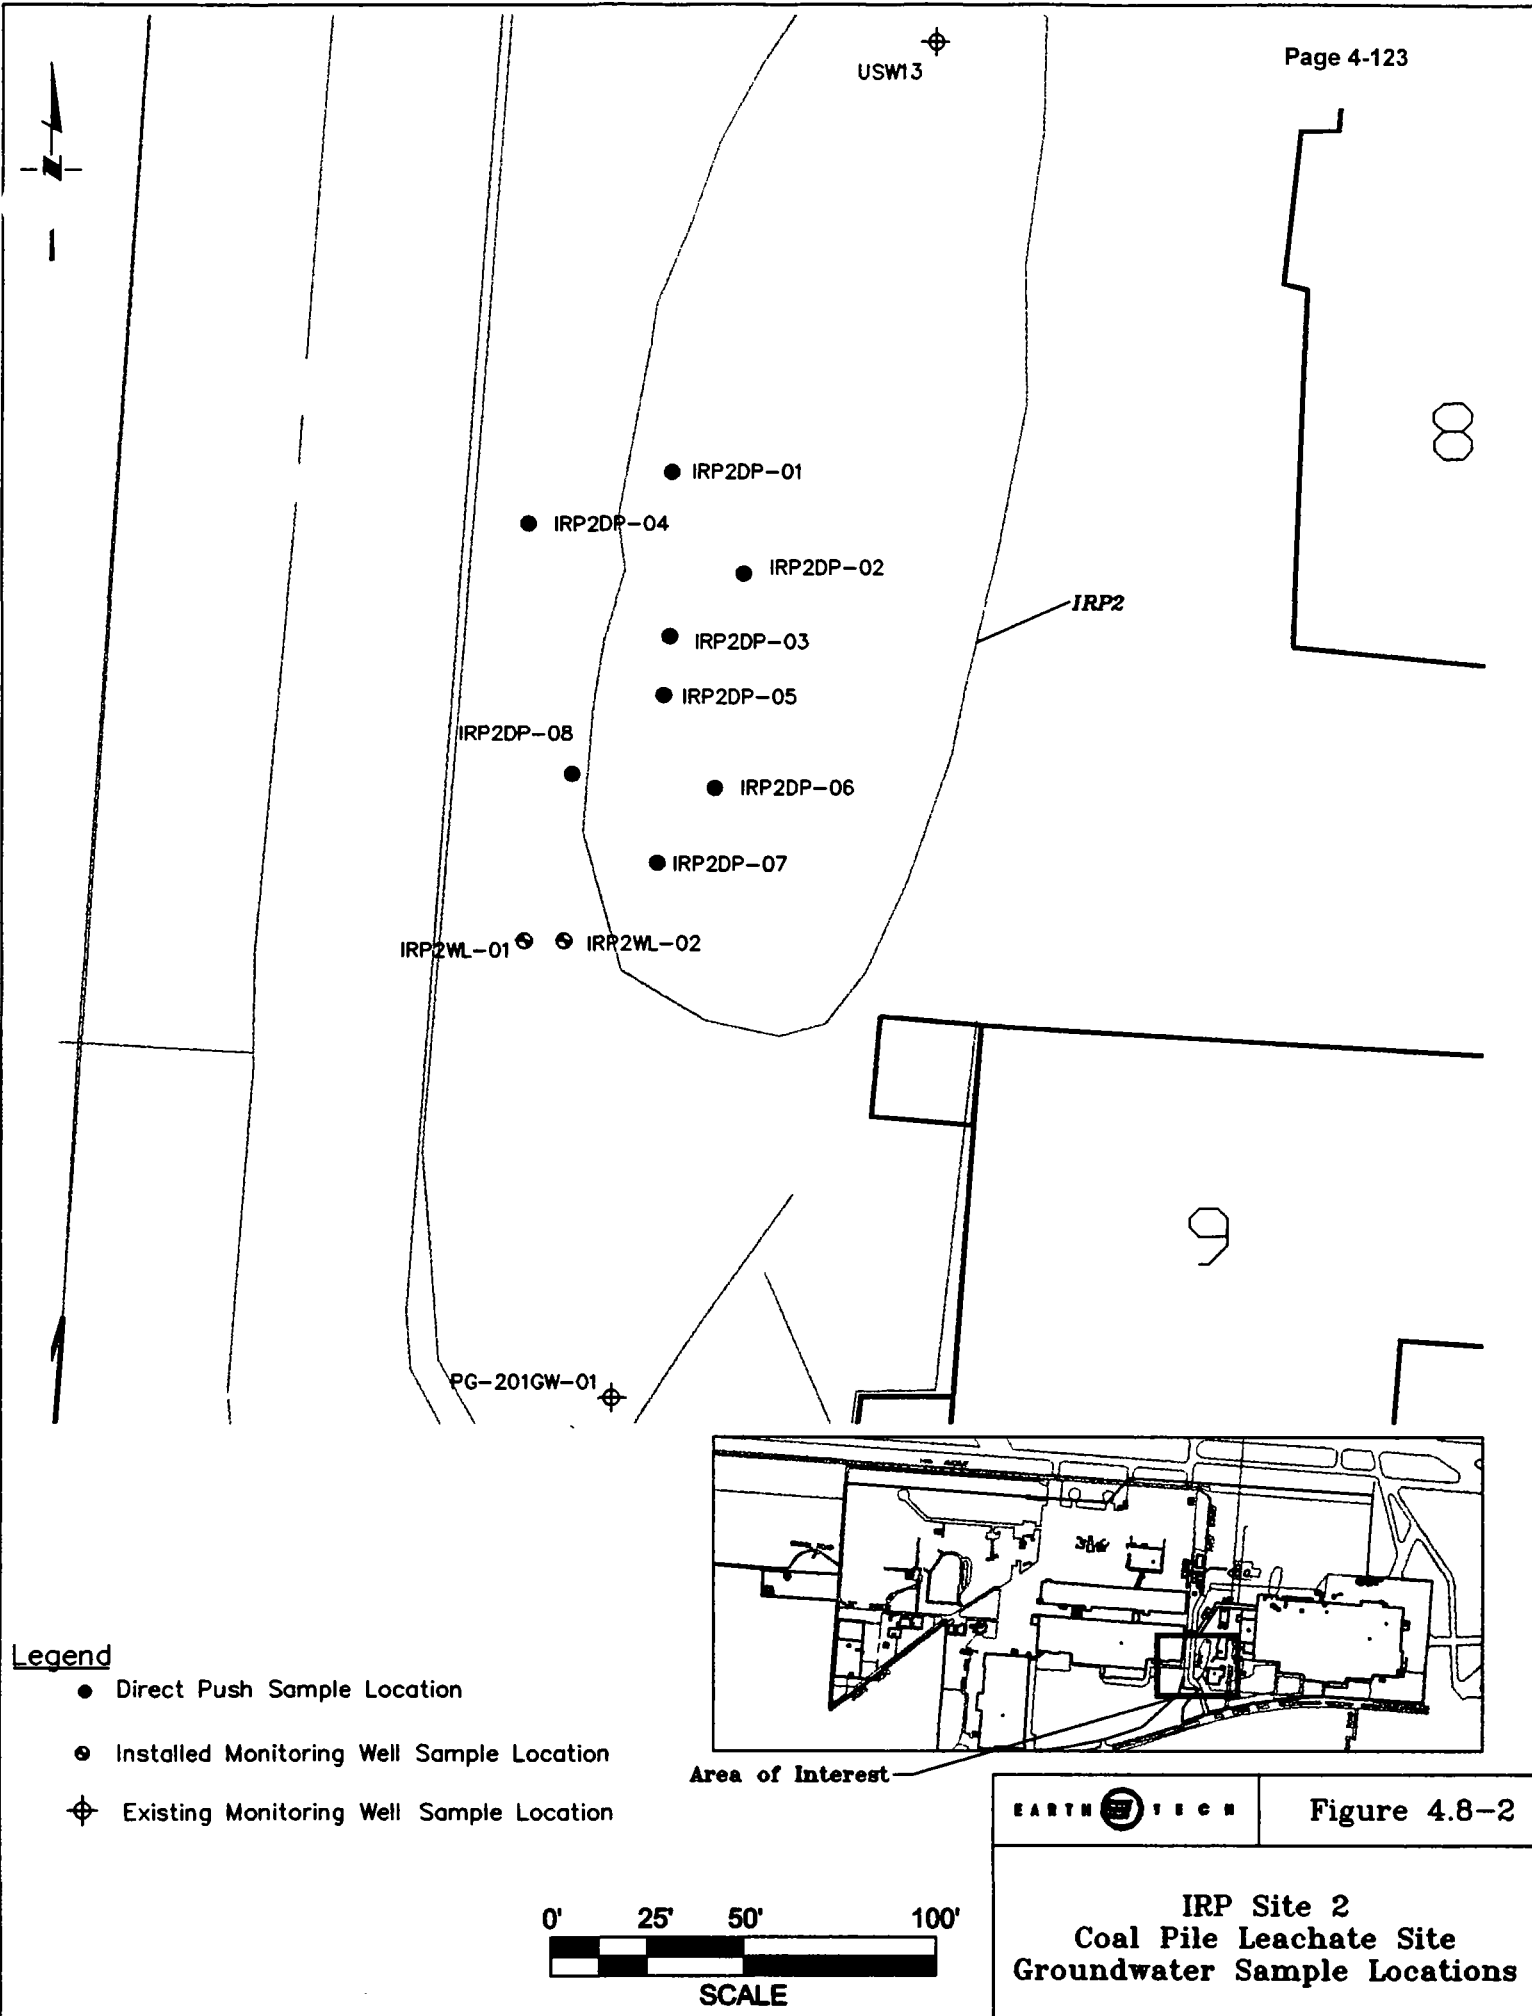 Page 4-123
USW13
N
8
IRP2DP-01
IRP2DP-04
IRP2DP-02
IRP2
IRP2DP-03
IRP2DP-05
IRP2DP-08
IRP2DP-06
IRP2DP-07
IRP2WL-01
IRP2WL-02
9
PG-201GW-01
Legend
Direct Push Sample Location
Installed Monitoring Well Sample Location
Existing Monitoring Well Sample Location
Area of Interest
EARTH TECH
Figure 4.8-2
IRP Site 2
Coal Pile Leachate Site
Groundwater Sample Locations
0' 25' 50' 100'
SCALE